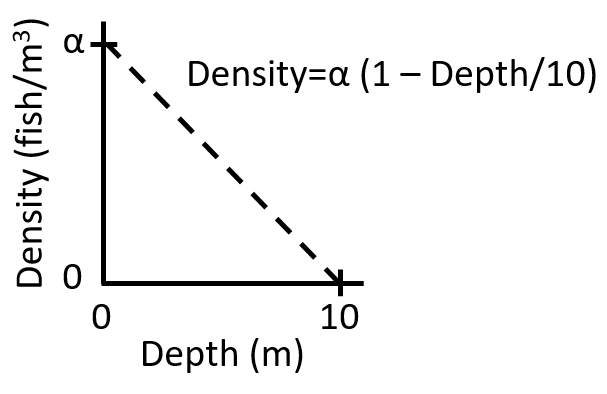 Density (fish/m³)
α
Density=α (1 – Depth/10)
0
0
10
Depth (m)